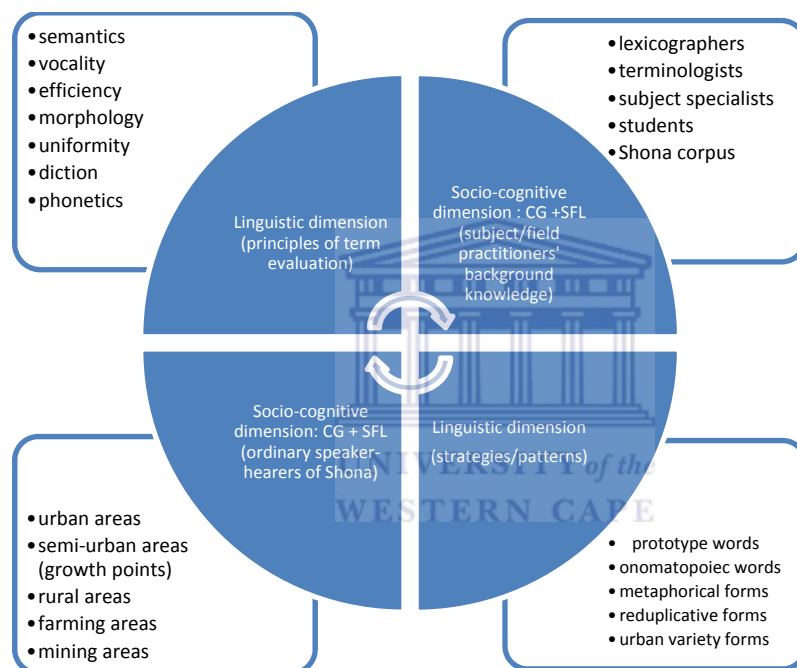 •semantics
•vocality
•efficiency
•morphology
•uniformity
•diction
•phonetics
•lexicographers
•terminologists
•subject specialists
•students
•Shona corpus
Linguistic dimension
(principles of term
evaluation)
Socio-cognitive
dimension : CG +SFL
(subject/field
practitioners'
background
knowledge)
Socio-cognitive
dimension: CG + SFL
(ordinary speaker-
hearers of Shona)
Linguistic dimension
(strategies/patterns)
UNIVERSITY of the
WESTERN CAPE
•urban areas
•semi-urban areas
(growth points)
•rural areas
•farming areas
•mining areas
• prototype words
•onomatopoiec words
•metaphorical forms
•reduplicative forms
•urban variety forms